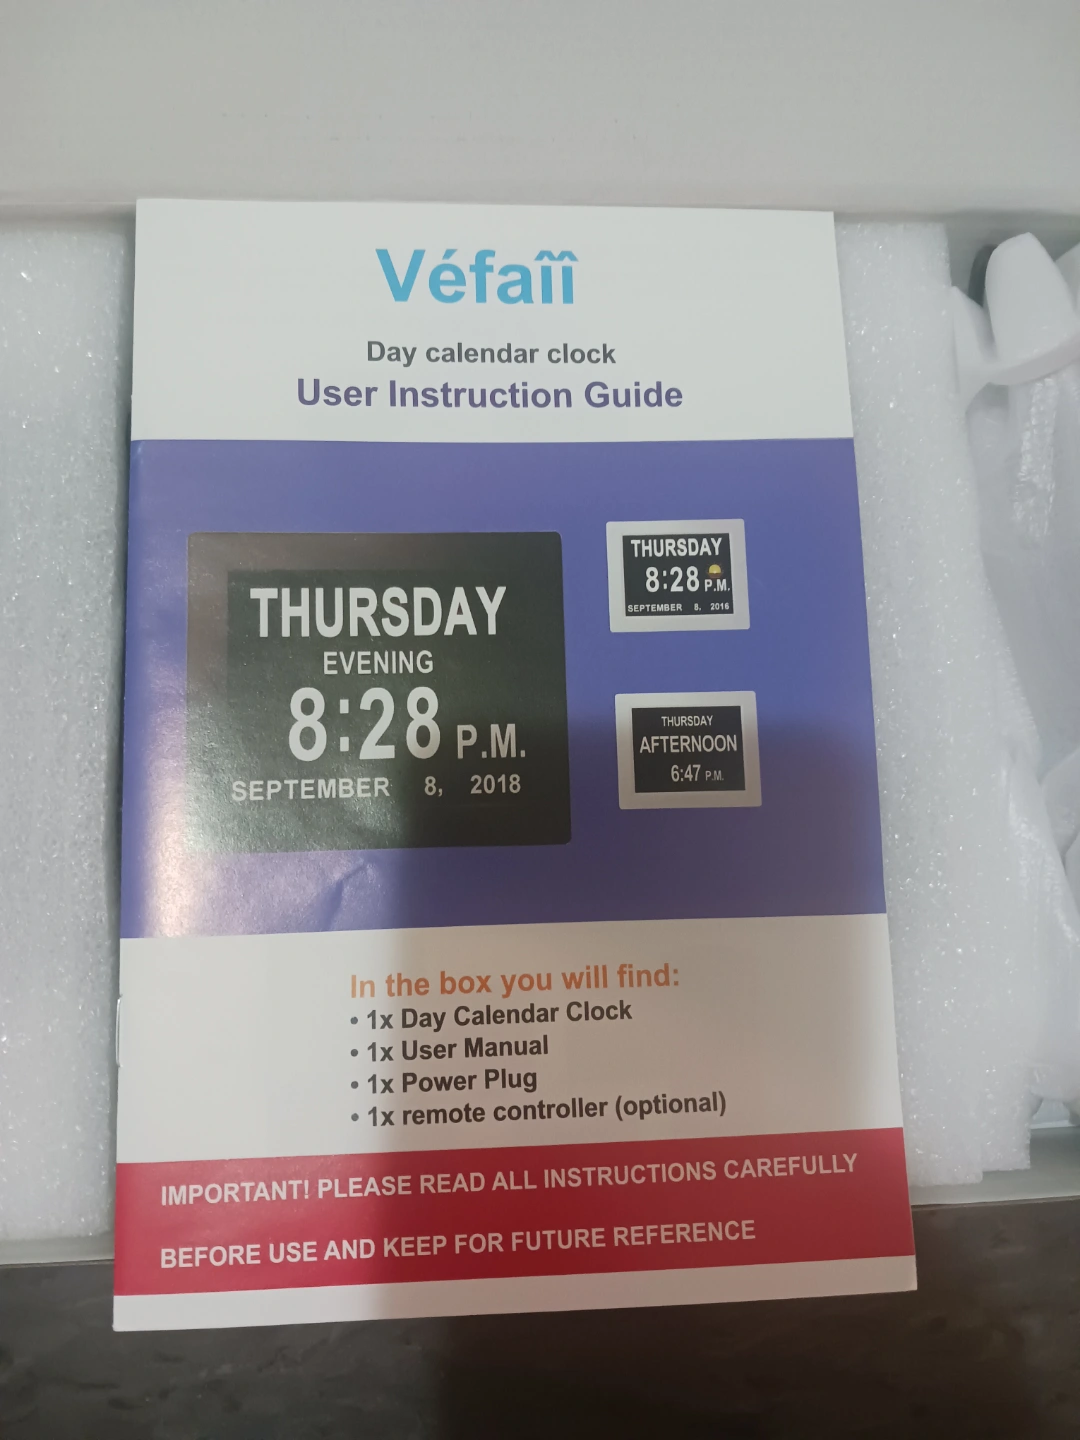 Véfaîî
Day calendar clock
User Instruction Guide
THURSDAY
EVENING
8:28 P.M.
SEPTEMBER 8, 2018
THURSDAY
8:28 P.M.
SEPTEMBER 8, 2016
THURSDAY
AFTERNOON
6:47 P.M.
In the box you will find:
• 1x Day Calendar Clock
• 1x User Manual
• 1x Power Plug
• 1x remote controller (optional)
IMPORTANT! PLEASE READ ALL INSTRUCTIONS CAREFULLY
BEFORE USE AND KEEP FOR FUTURE REFERENCE